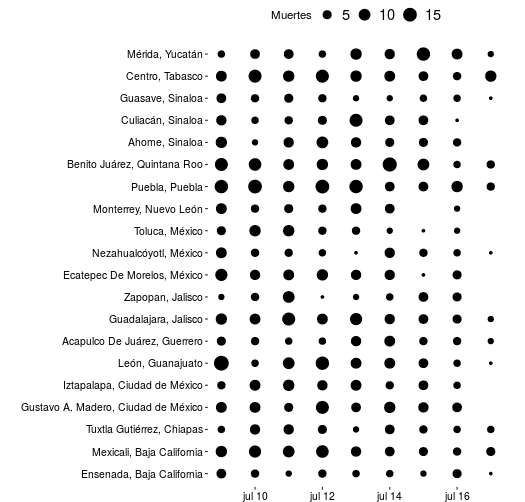 Muertes 5 10 15
Mérida, Yucatán
Centro, Tabasco
Guasave, Sinaloa
Culiacán, Sinaloa
Ahome, Sinaloa
Benito Juárez, Quintana Roo
Puebla, Puebla
Monterrey, Nuevo León
Toluca, México
Nezahualcóyotl, México
Ecatepec De Morelos, México
Zapopan, Jalisco
Guadalajara, Jalisco
Acapulco De Juárez, Guerrero
León, Guanajuato
Iztapalapa, Ciudad de México
Gustavo A. Madero, Ciudad de México
Tuxtla Gutiérrez, Chiapas
Mexicali, Baja California
Ensenada, Baja California
jul 10 jul 12 jul 14 jul 16